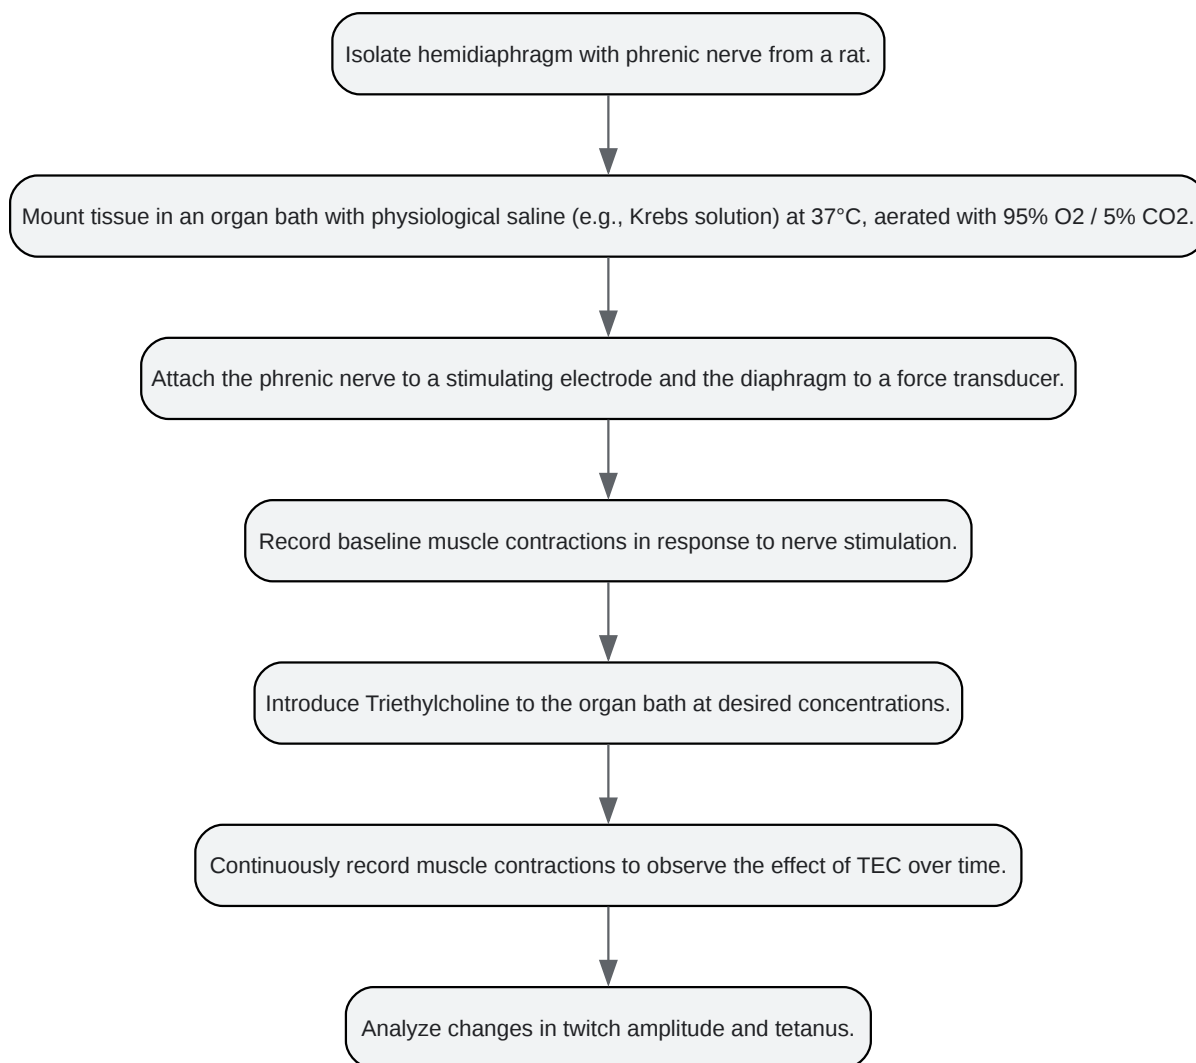 Isolate hemidiaphragm with phrenic nerve from a rat.
Mount tissue in an organ bath with physiological saline (e.g., Krebs solution) at 37°C, aerated with 95% O2 / 5% CO2.
Attach the phrenic nerve to a stimulating electrode and the diaphragm to a force transducer.
Record baseline muscle contractions in response to nerve stimulation.
Introduce Triethylcholine to the organ bath at desired concentrations.
Continuously record muscle contractions to observe the effect of TEC over time.
Analyze changes in twitch amplitude and tetanus.